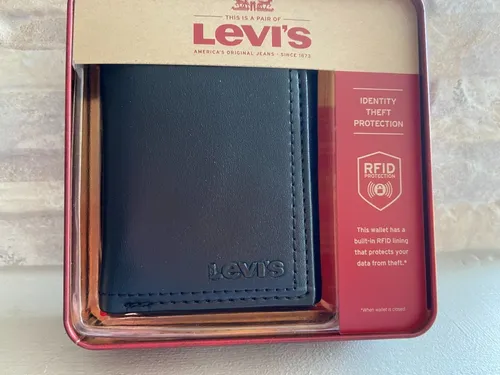 THIS IS A PAIR OF
Levi's
AMERICA'S ORIGINAL JEANS - SINCE 1873
IDENTITY
THEFT
PROTECTION
RFID
PROTECTION
This wallet has a
built-in RFID lining
that protects your
data from theft.*
Levi's
*When wallet is closed